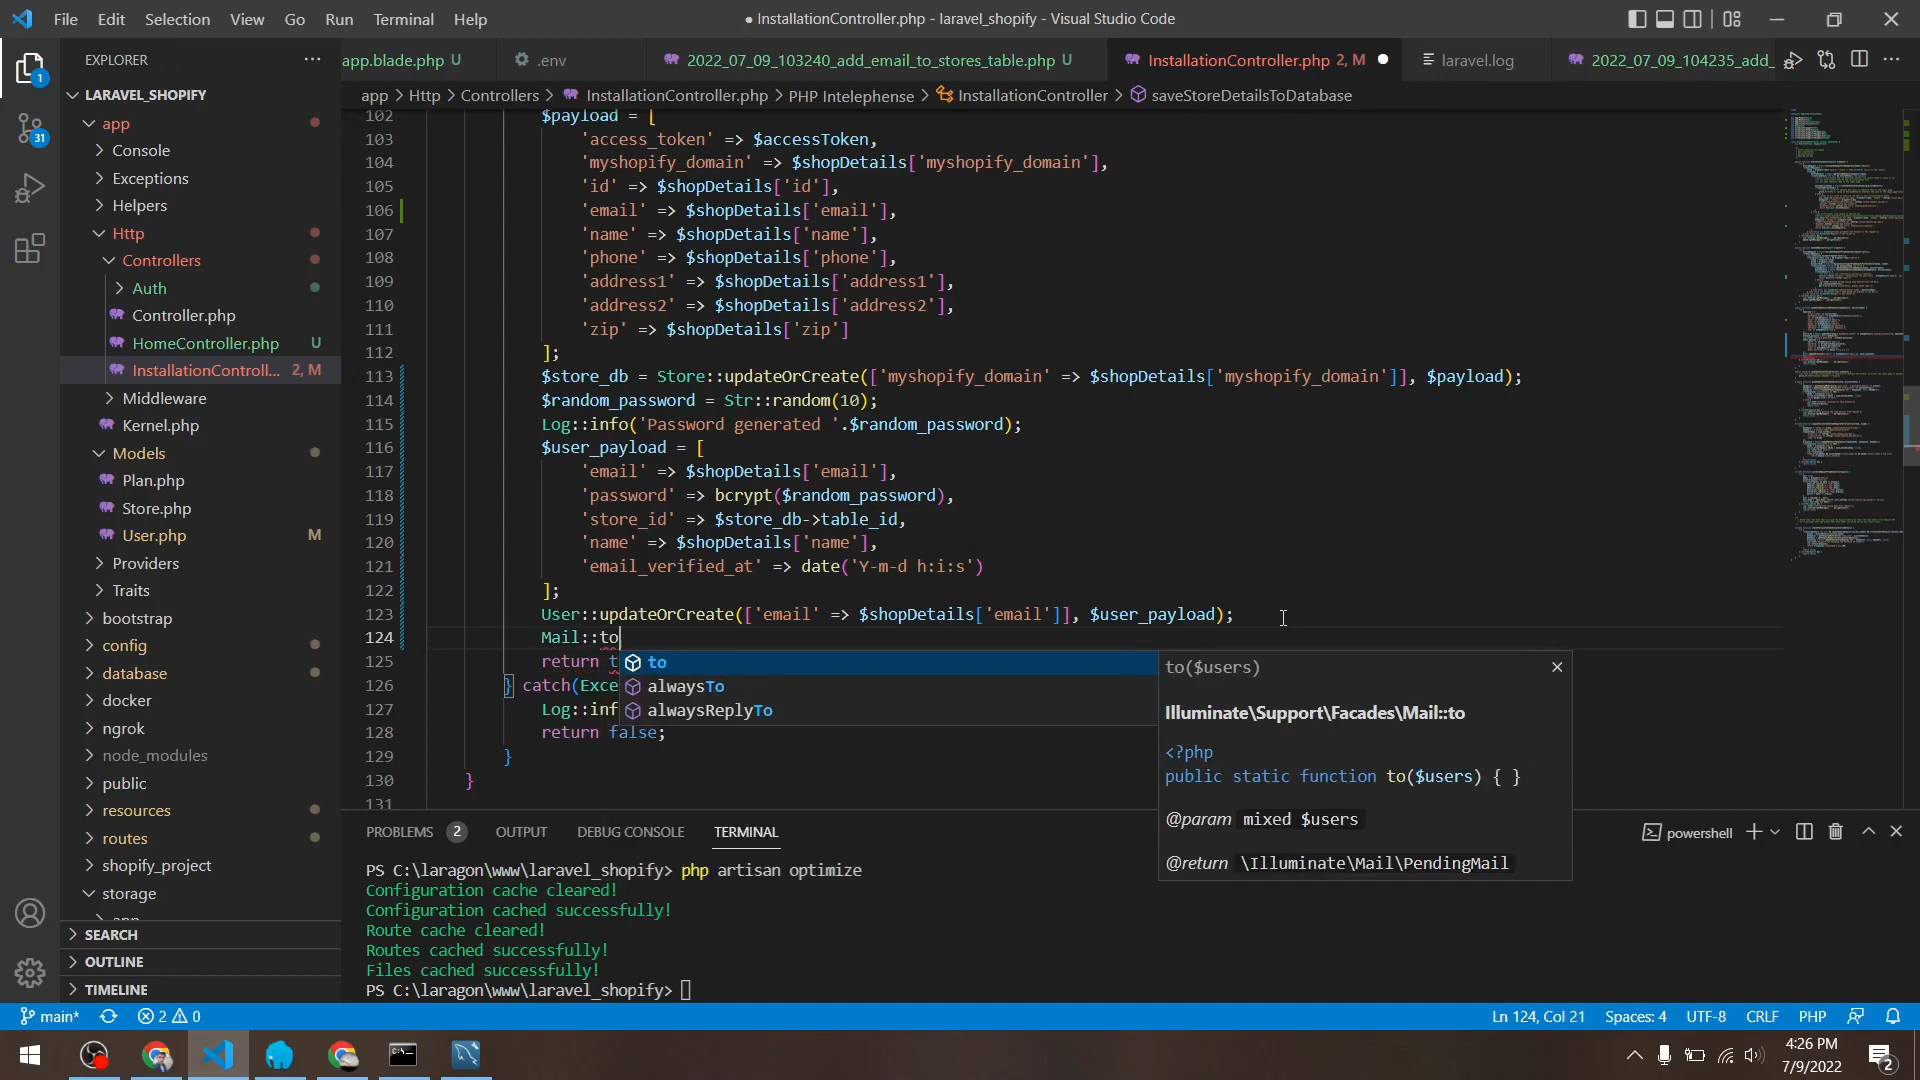 File Edit Selection View Go Run Terminal Help
● InstallationController.php - laravel_shopify - Visual Studio Code
EXPLORER
app.blade.php U
.env
2022_07_09_103240_add_email_to_stores_table.php U
InstallationController.php 2, M
laravel.log
2022_07_09_104235_add_
app > Http > Controllers > InstallationController.php > PHP Intelephense > InstallationController > saveStoreDetailsToDatabase
1
31
LARAVEL_SHOPIFY
app
Console
Exceptions
Helpers
Http
Controllers
Auth
Controller.php
HomeController.php U
InstallationControll... 2, M
Middleware
Kernel.php
Models
Plan.php
Store.php
User.php M
Providers
Traits
bootstrap
config
database
docker
ngrok
node_modules
public
resources
routes
shopify_project
storage
SEARCH
OUTLINE
TIMELINE
102 $payload = [
103 'access_token' => $accessToken,
104 'myshopify_domain' => $shopDetails['myshopify_domain'],
105 'id' => $shopDetails['id'],
106 'email' => $shopDetails['email'],
107 'name' => $shopDetails['name'],
108 'phone' => $shopDetails['phone'],
109 'address1' => $shopDetails['address1'],
110 'address2' => $shopDetails['address2'],
111 'zip' => $shopDetails['zip']
112 ];
113 $store_db = Store::updateOrCreate(['myshopify_domain' => $shopDetails['myshopify_domain']], $payload);
114 $random_password = Str::random(10);
115 Log::info('Password generated '.$random_password);
116 $user_payload = [
117 'email' => $shopDetails['email'],
118 'password' => bcrypt($random_password),
119 'store_id' => $store_db->table_id,
120 'name' => $shopDetails['name'],
121 'email_verified_at' => date('Y-m-d h:i:s')
122 ];
123 User::updateOrCreate(['email' => $shopDetails['email']], $user_payload);
124 Mail::to
125 return t
126 } catch(Exce
127 Log::inf
128 return false;
129 }
130 }
131
to
alwaysTo
alwaysReplyTo
to($users)
Illuminate\Support\Facades\Mail::to
<?php
public static function to($users) { }
@param mixed $users
@return \Illuminate\Mail\PendingMail
PROBLEMS 2 OUTPUT DEBUG CONSOLE TERMINAL
powershell
PS C:\laragon\www\laravel_shopify> php artisan optimize
Configuration cache cleared!
Configuration cached successfully!
Route cache cleared!
Routes cached successfully!
Files cached successfully!
PS C:\laragon\www\laravel_shopify>
main* 2 0
Ln 124, Col 21 Spaces: 4 UTF-8 CRLF PHP
4:26 PM
7/9/2022
2